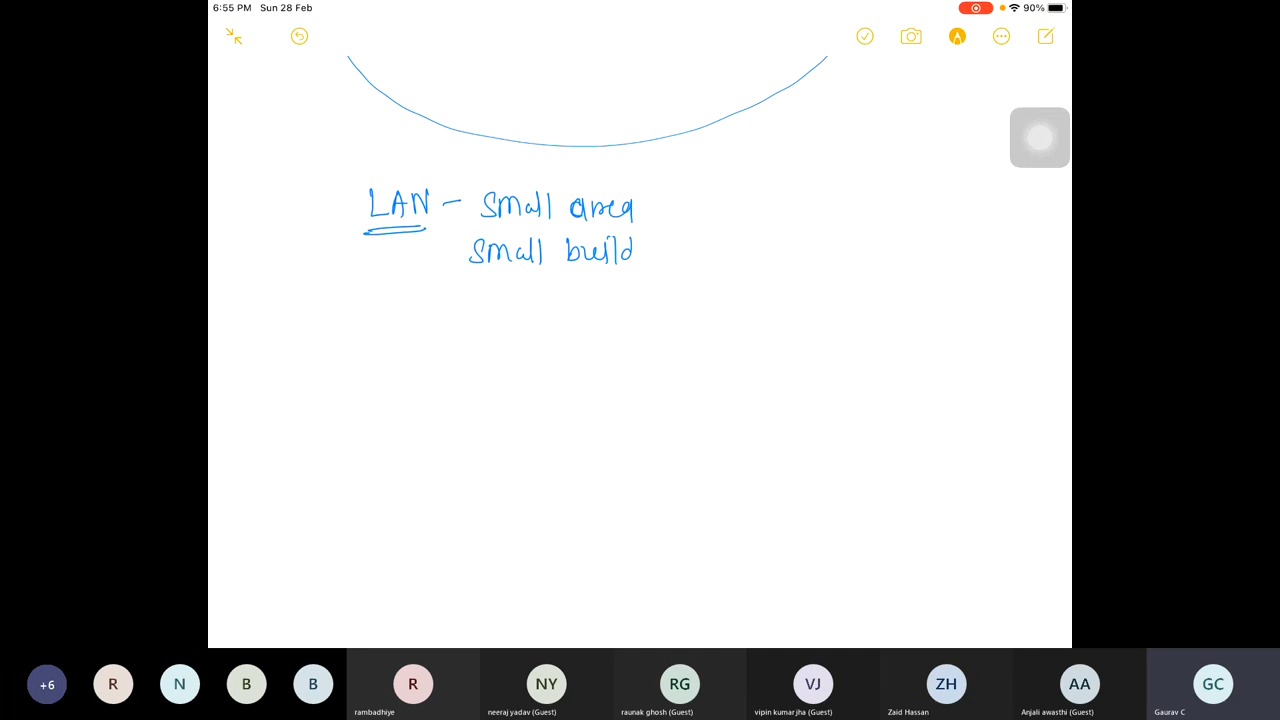 6:55 PM Sun 28 Feb
90%
LAN - Small area
Small build
+6
R
N
B
B
R
NY
RG
VJ
ZH
AA
GC
rambadhiye
neeraj yadav (Guest)
raunak ghosh (Guest)
vipin kumar jha (Guest)
Zaid Hassan
Anjali awasthi (Guest)
Gaurav C